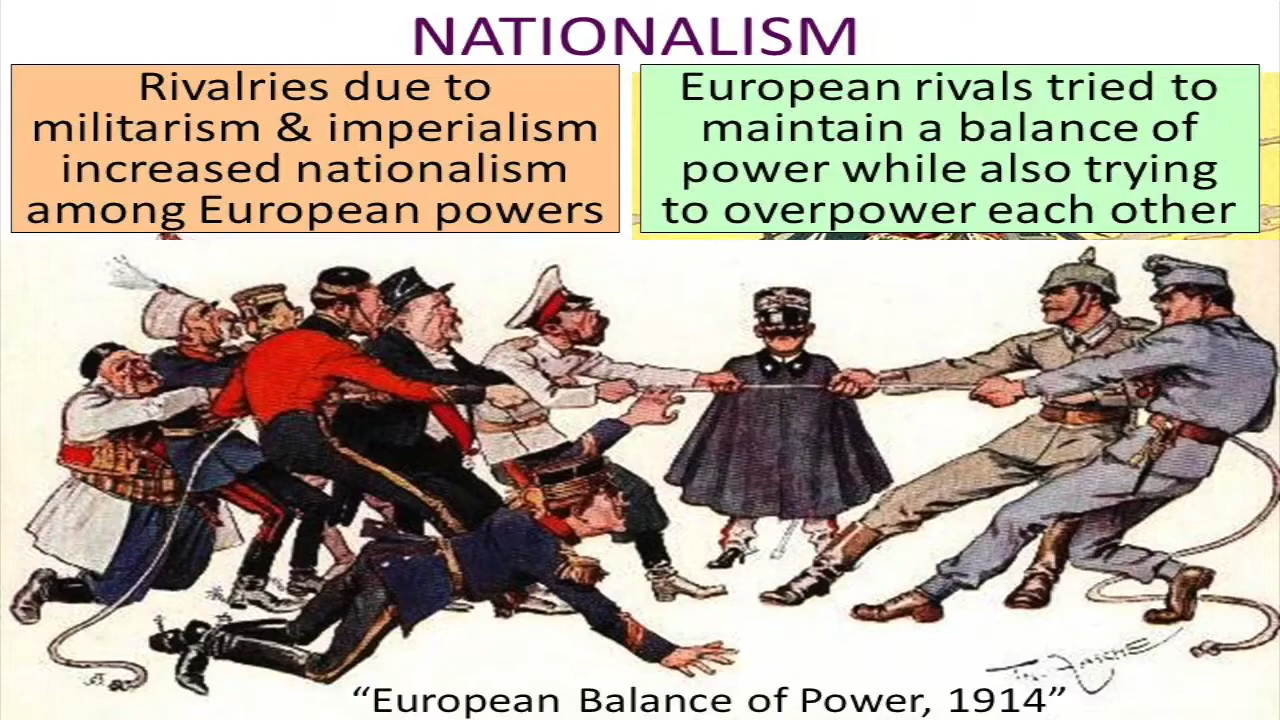 NATIONALISM
Rivalries due to
militarism & imperialism
increased nationalism
among European powers
European rivals tried to
maintain a balance of
power while also trying
to overpower each other
“European Balance of Power, 1914”